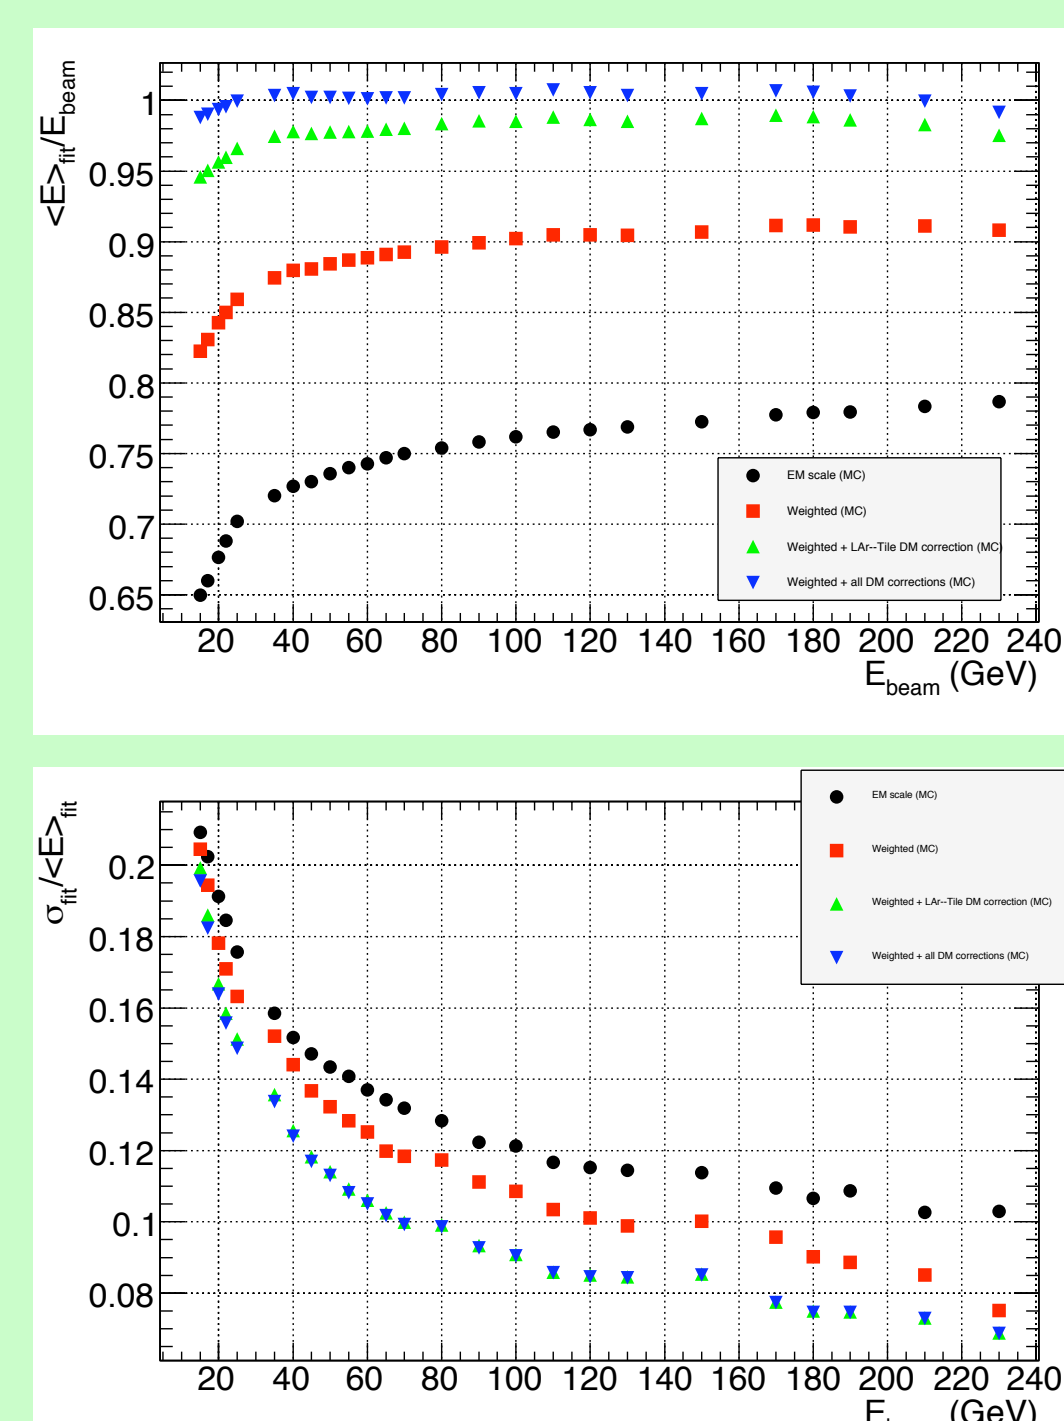 <E>fit/Ebeam
1
0.95
0.9
0.85
0.8
0.75
0.7
0.65
EM scale (MC)
Weighted (MC)
Weighted + LAr--Tile DM correction (MC)
Weighted + all DM corrections (MC)
20 40 60 80 100 120 140 160 180 200 220 240
Ebeam (GeV)
σfit/<E>fit
EM scale (MC)
Weighted (MC)
Weighted + LAr--Tile DM correction (MC)
Weighted + all DM corrections (MC)
0.2
0.18
0.16
0.14
0.12
0.1
0.08
20 40 60 80 100 120 140 160 180 200 220 240
(GeV)